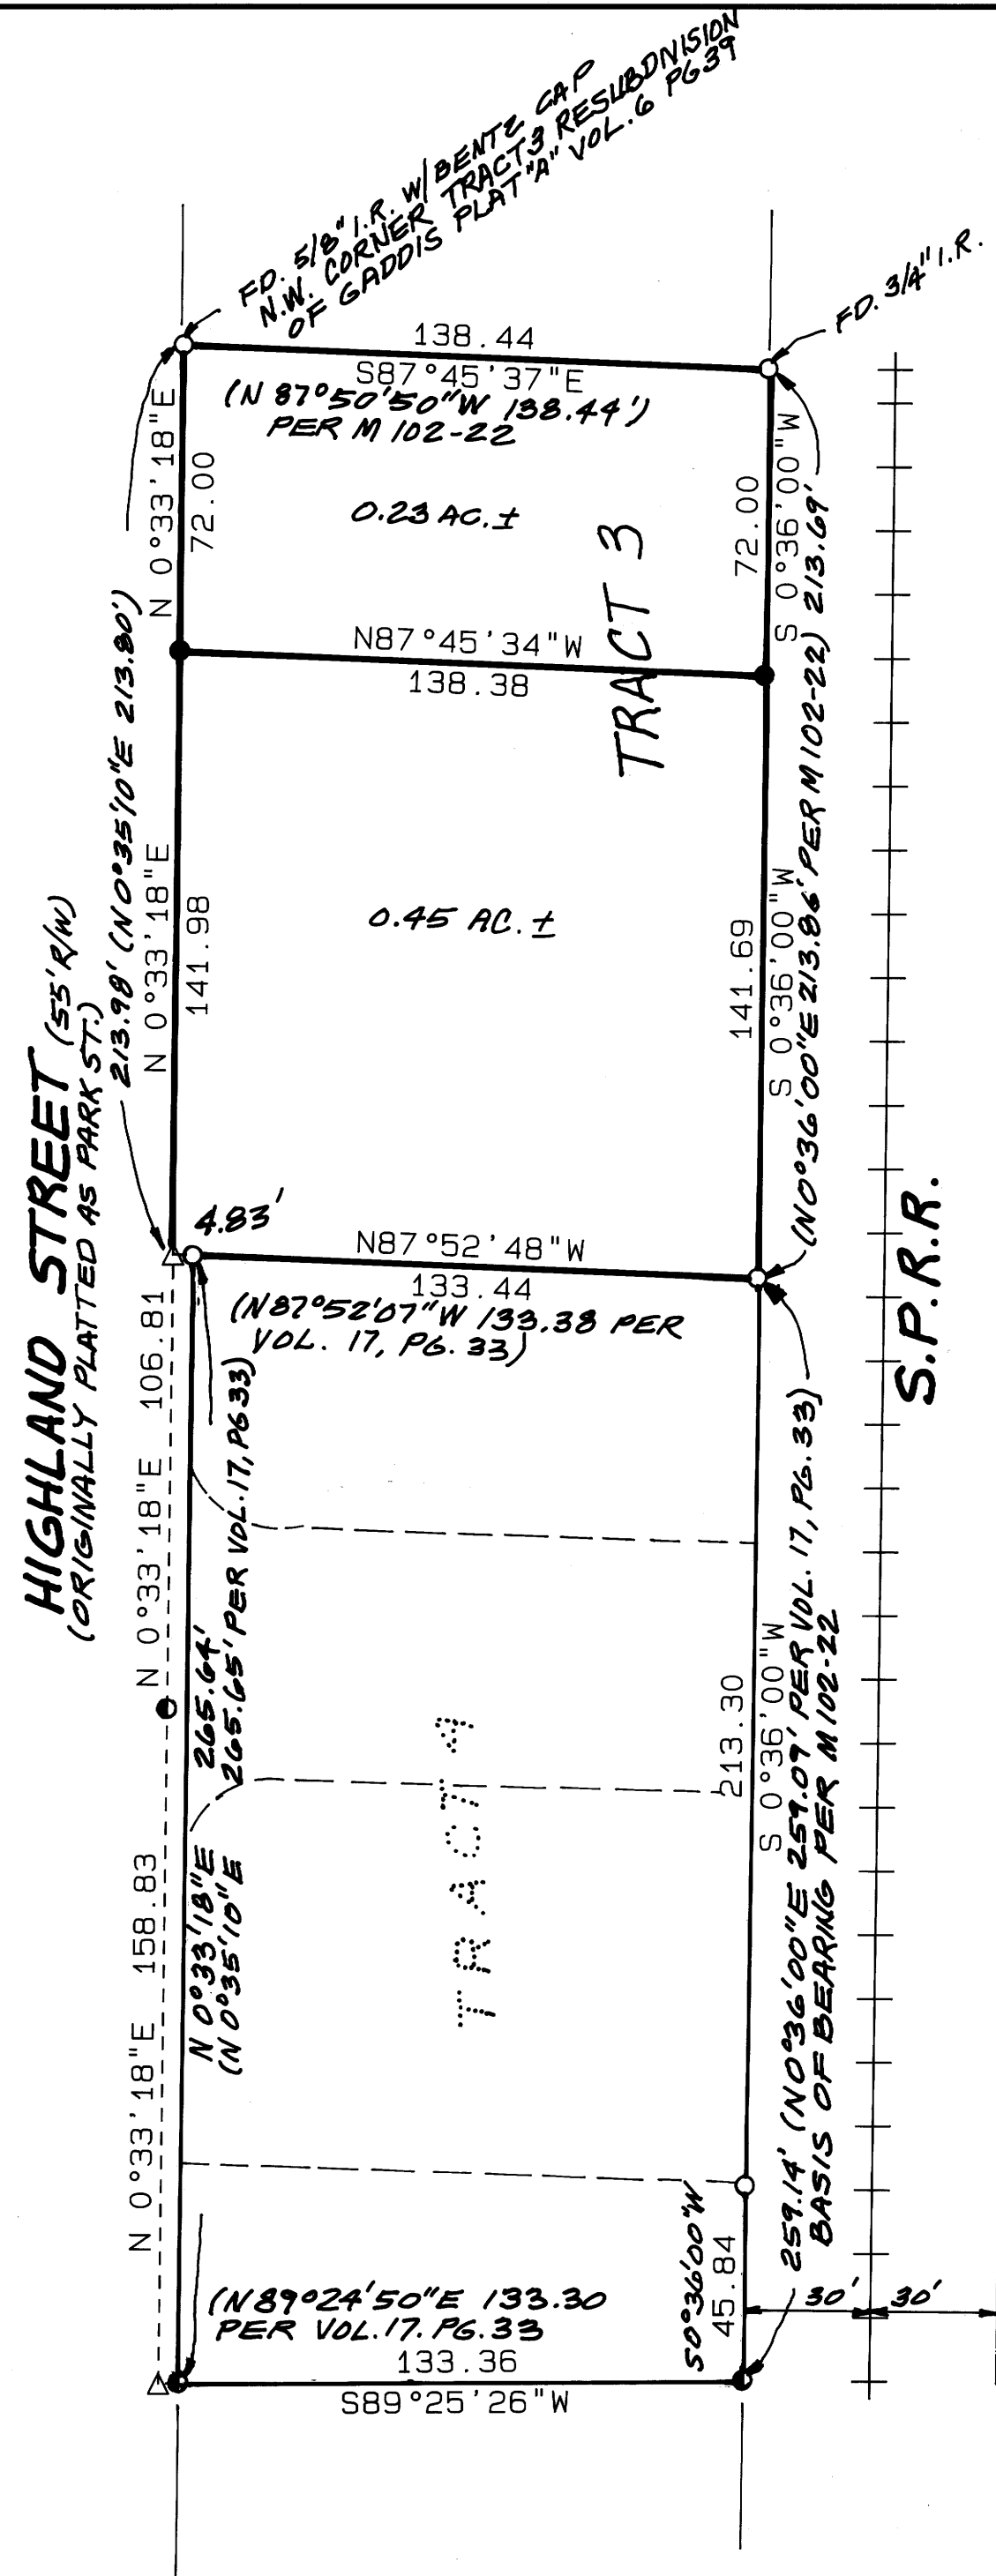 FD. 5/8" I.R. W/ BENTZ CAP
N.W. CORNER TRACT 3 RESUBDIVISION
OF GADDIS PLAT "A" VOL. 6 PG 39
FD. 3/4" I.R.
138.44
S87°45'37"E
(N 87°50'50"W 138.44')
PER M 102-22
N 0°33'18"E
72.00
0.23 AC.±
72.00
S 0°36'00"W
TRACT 3
N87°45'34"W
138.38
213.98' (N0°35'10"E 213.80')
N 0°33'18"E
141.98
0.45 AC.±
141.69
S 0°36'00"W
(N0°36'00"E 213.86' PER M 102-22) 213.69'
HIGHLAND STREET (55' R/W)
(ORIGINALLY PLATTED AS PARK ST.)
4.83'
N87°52'48"W
133.44
(N87°52'07"W 133.38 PER
VOL. 17, PG. 33)
S.P.R.R.
N 0°33'18"E 106.81
N 0°33'18"E 265.64'
(N 0°35'10"E 265.65' PER VOL. 17, PG 33)
TRACT 4
213.30
S 0°36'00"W
N 0°33'18"E 158.83
259.14' (N0°36'00"E 259.09' PER VOL. 17, PG. 33)
BASIS OF BEARING PER M 102-22
S0°36'00"W
45.84
30' 30'
(N89°24'50"E 133.30
PER VOL. 17. PG. 33
133.36
S89°25'26"W